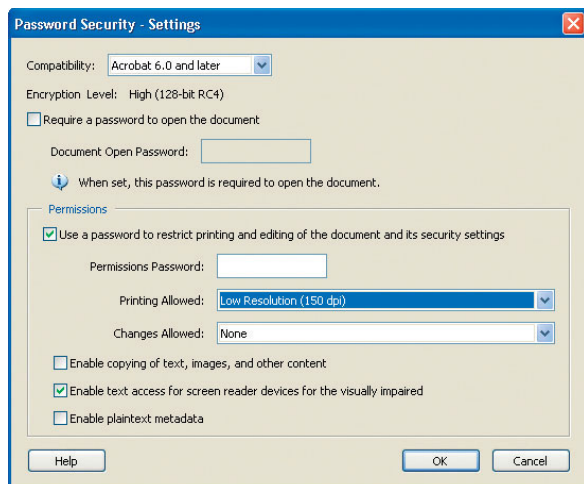 Password Security - Settings
Compatibility: Acrobat 6.0 and later
Encryption Level: High (128-bit RC4)
Require a password to open the document
Document Open Password:
When set, this password is required to open the document.
Permissions
Use a password to restrict printing and editing of the document and its security settings
Permissions Password:
Printing Allowed: Low Resolution (150 dpi)
Changes Allowed: None
Enable copying of text, images, and other content
Enable text access for screen reader devices for the visually impaired
Enable plaintext metadata
Help OK Cancel